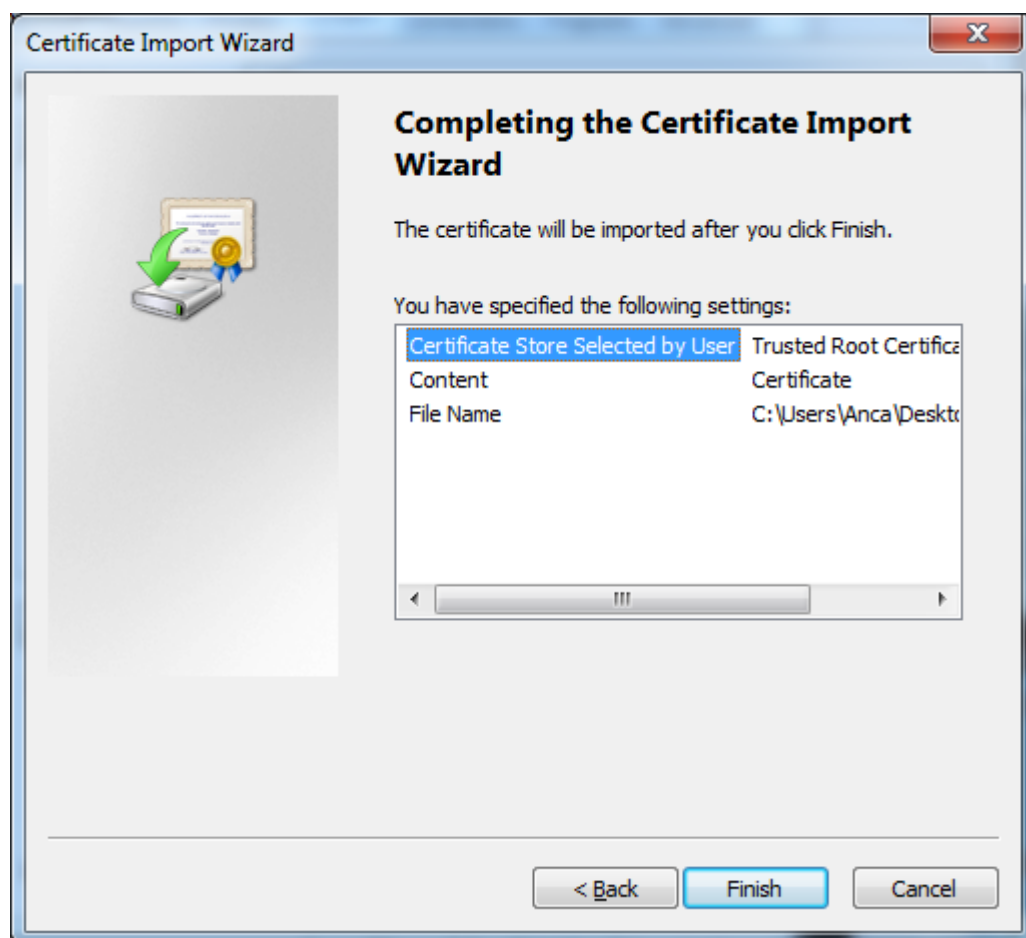 Certificate Import Wizard
Completing the Certificate Import
Wizard
The certificate will be imported after you click Finish.
You have specified the following settings:
Certificate Store Selected by User Trusted Root Certifica
Content Certificate
File Name C:\Users\Anca\Deskto
< Back Finish Cancel